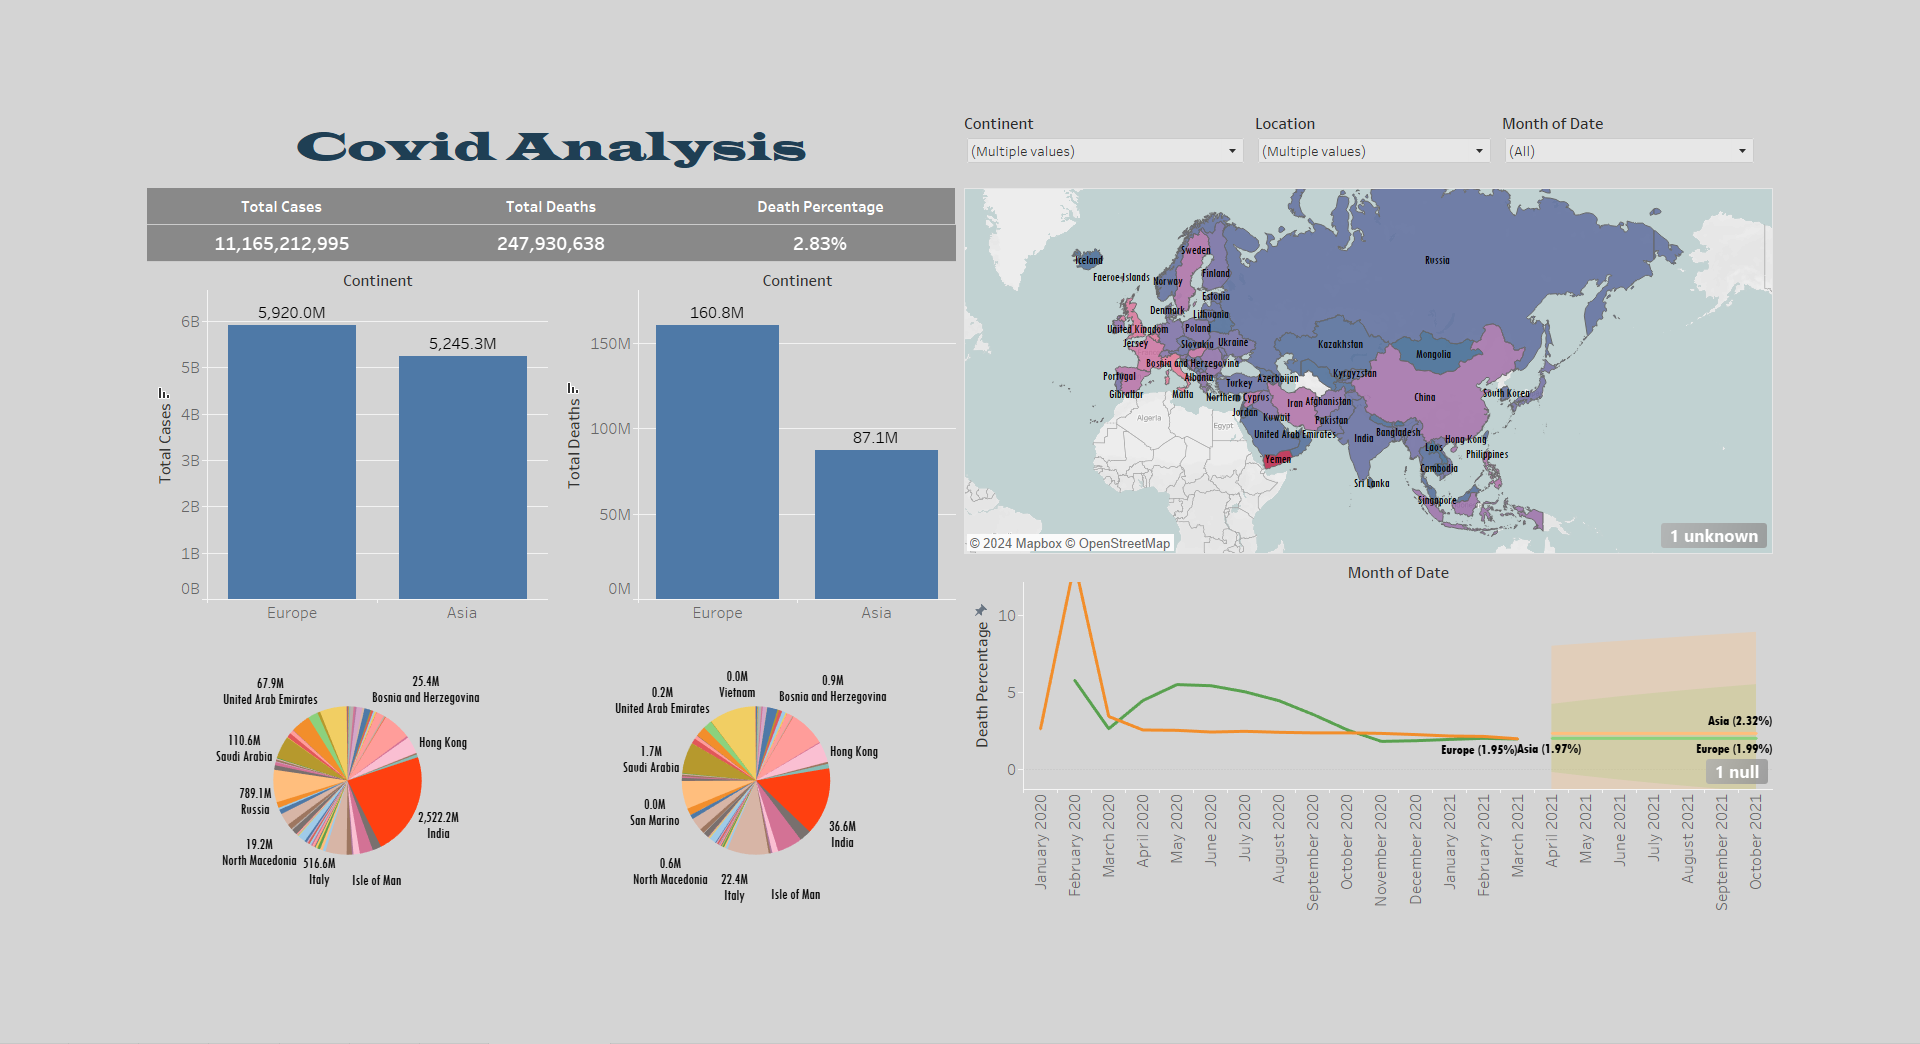 Covid Analysis
Continent
(Multiple values)
Location
(Multiple values)
Month of Date
(All)
Total Cases
Total Deaths
Death Percentage
11,165,212,995
247,930,638
2.83%
Continent
Total Cases
6B
5B
4B
3B
2B
1B
0B
5,920.0M
5,245.3M
Europe
Asia
Continent
Total Deaths
150M
100M
50M
0M
160.8M
87.1M
Europe
Asia
Iceland
Faeroe Islands
Sweden
Norway
Finland
Russia
Estonia
Denmark
Lithuania
United Kingdom
Poland
Jersey
Slovakia
Ukraine
Kazakhstan
Mongolia
Bosnia and Herzegovina
Portugal
Albania
Azerbaijan
Kyrgyzstan
Turkey
Gibraltar
Malta
Northern Cyprus
Iran
Afghanistan
China
South Korea
Jordan
Kuwait
Pakistan
Algeria
Egypt
United Arab Emirates
India
Bangladesh
Hong Kong
Laos
Philippines
Yemen
Cambodia
Sri Lanka
Singapore
© 2024 Mapbox © OpenStreetMap
1 unknown
67.9M
United Arab Emirates
25.4M
Bosnia and Herzegovina
110.6M
Saudi Arabia
Hong Kong
789.1M
Russia
2,522.2M
India
19.2M
North Macedonia
516.6M
Italy
Isle of Man
0.0M
Vietnam
0.2M
United Arab Emirates
0.9M
Bosnia and Herzegovina
1.7M
Saudi Arabia
Hong Kong
0.0M
San Marino
36.6M
India
0.6M
North Macedonia
22.4M
Italy
Isle of Man
Month of Date
Death Percentage
10
5
0
Europe (1.95%)
Asia (1.97%)
Asia (2.32%)
Europe (1.99%)
1 null
January 2020
February 2020
March 2020
April 2020
May 2020
June 2020
July 2020
August 2020
September 2020
October 2020
November 2020
December 2020
January 2021
February 2021
March 2021
April 2021
May 2021
June 2021
July 2021
August 2021
September 2021
October 2021